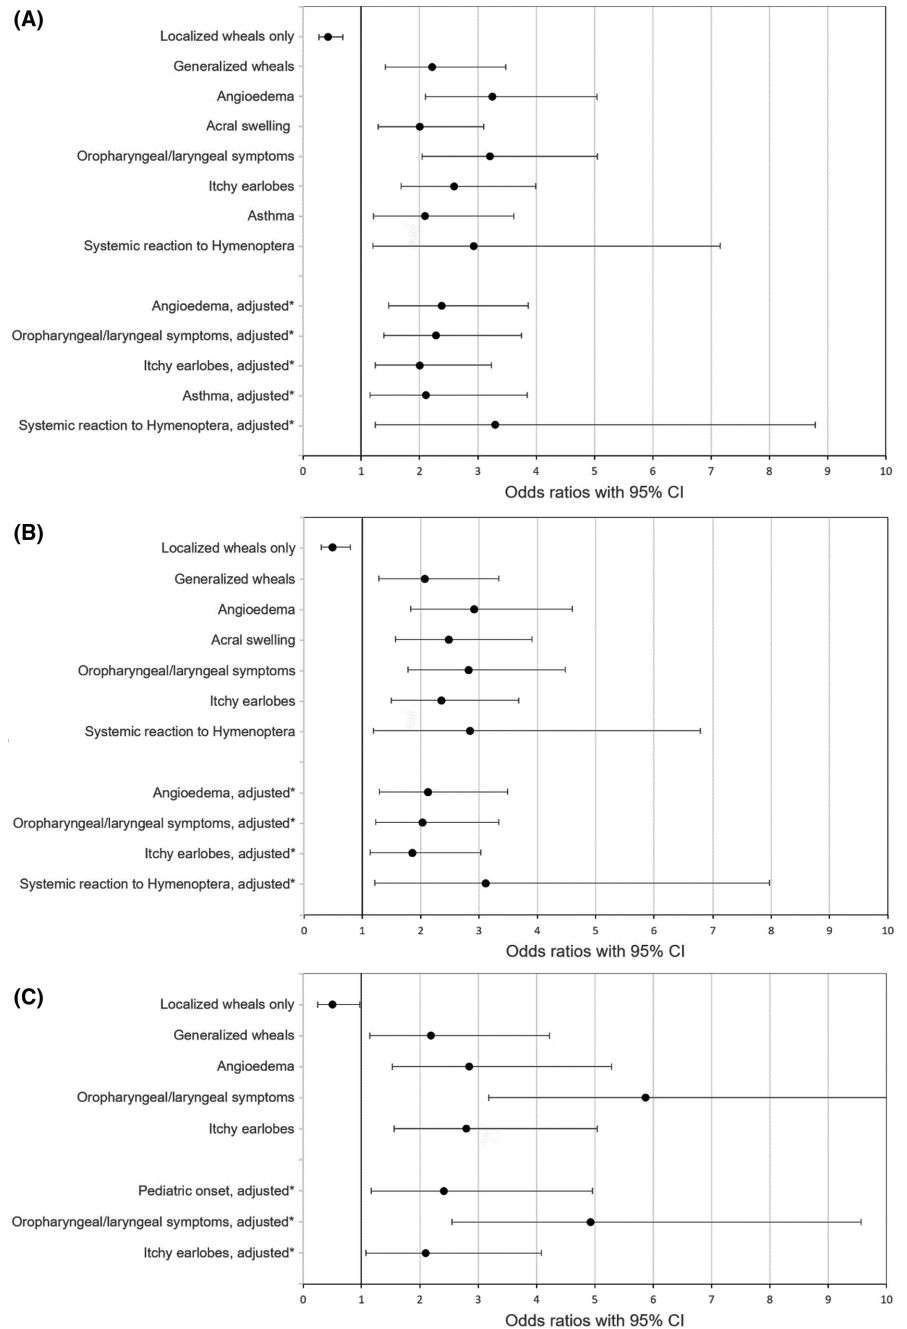 (A)
Localized wheals only
Generalized wheals
Angioedema
Acral swelling
Oropharyngeal/laryngeal symptoms
Itchy earlobes
Asthma
Systemic reaction to Hymenoptera
Angioedema, adjusted*
Oropharyngeal/laryngeal symptoms, adjusted*
Itchy earlobes, adjusted*
Asthma, adjusted*
Systemic reaction to Hymenoptera, adjusted*
0 1 2 3 4 5 6 7 8 9 10
Odds ratios with 95% CI
(B)
Localized wheals only
Generalized wheals
Angioedema
Acral swelling
Oropharyngeal/laryngeal symptoms
Itchy earlobes
Systemic reaction to Hymenoptera
Angioedema, adjusted*
Oropharyngeal/laryngeal symptoms, adjusted*
Itchy earlobes, adjusted*
Systemic reaction to Hymenoptera, adjusted*
0 1 2 3 4 5 6 7 8 9 10
Odds ratios with 95% CI
(C)
Localized wheals only
Generalized wheals
Angioedema
Oropharyngeal/laryngeal symptoms
Itchy earlobes
Pediatric onset, adjusted*
Oropharyngeal/laryngeal symptoms, adjusted*
Itchy earlobes, adjusted*
0 1 2 3 4 5 6 7 8 9 10
Odds ratios with 95% CI